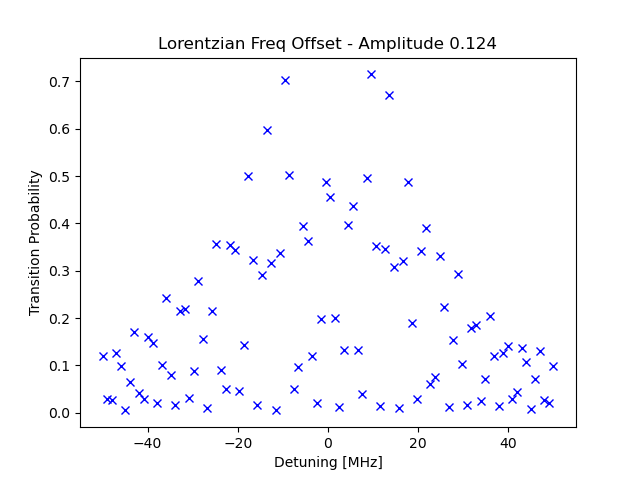 Lorentzian Freq Offset - Amplitude 0.124
Transition Probability
0.7
0.6
0.5
0.4
0.3
0.2
0.1
0.0
−40 −20 0 20 40
Detuning [MHz]